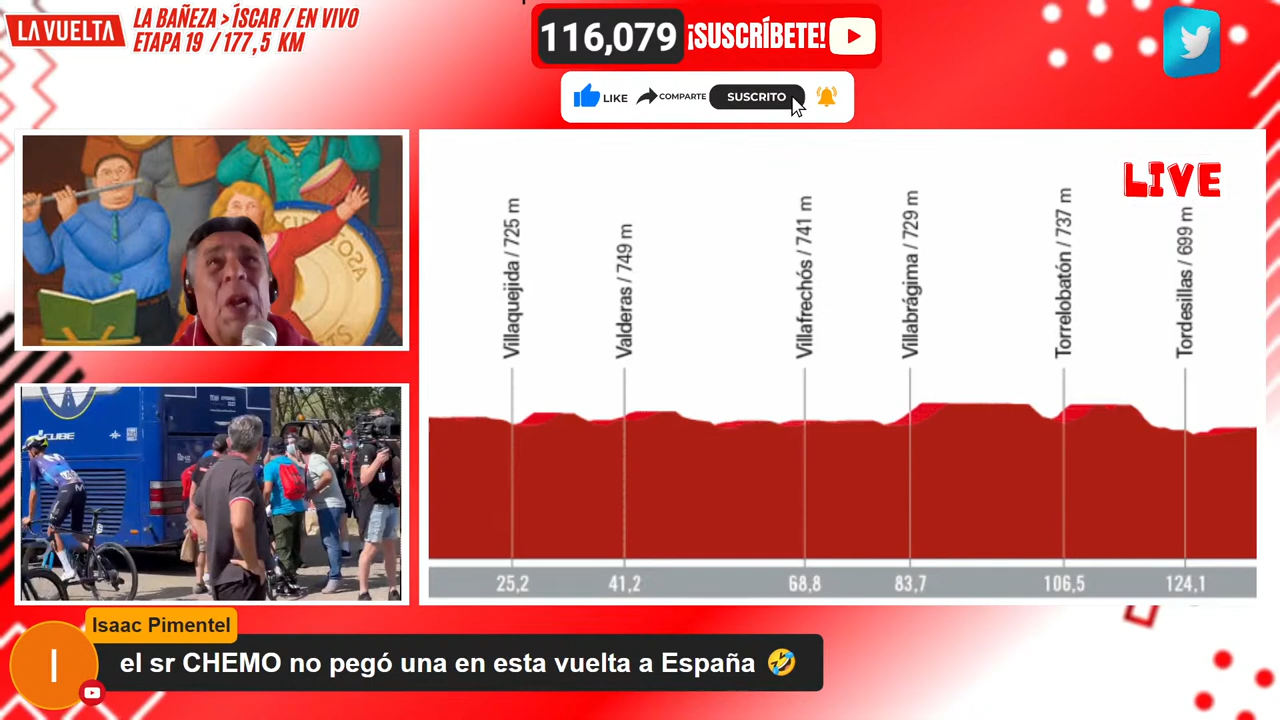 LA VUELTA
LA BAÑEZA > ÍSCAR / EN VIVO
ETAPA 19 / 177,5 KM
116,079
¡SUSCRÍBETE!
LIKE
COMPARTE
SUSCRITO
LIVE
Villaquejida / 725 m
Valderas / 749 m
Villafrechós / 741 m
Villabrágima / 729 m
Torrelobatón / 737 m
Tordesillas / 699 m
25,2
41,2
68,8
83,7
106,5
124,1
CUBE
Isaac Pimentel
I
el sr CHEMO no pegó una en esta vuelta a España 🤣